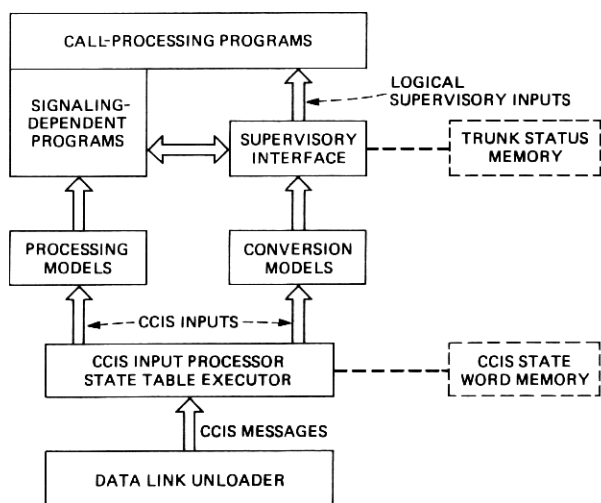 CALL-PROCESSING PROGRAMS
SIGNALING-
DEPENDENT
PROGRAMS
LOGICAL
SUPERVISORY INPUTS
SUPERVISORY
INTERFACE
TRUNK STATUS
MEMORY
PROCESSING
MODELS
CONVERSION
MODELS
CCIS INPUTS
CCIS INPUT PROCESSOR
STATE TABLE EXECUTOR
CCIS STATE
WORD MEMORY
CCIS MESSAGES
DATA LINK UNLOADER